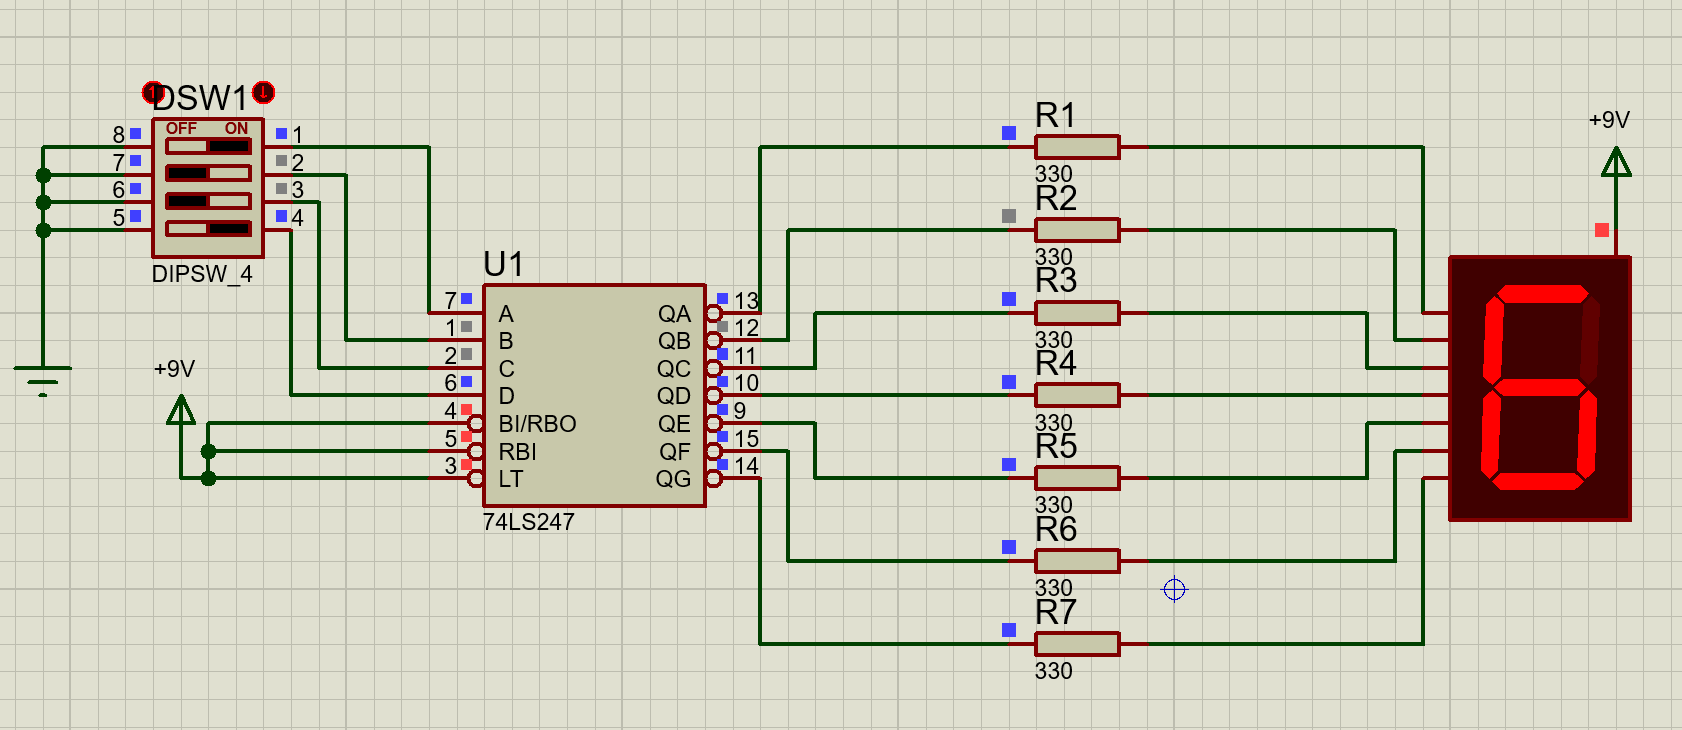 DSW1
OFF ON
8 1
7 2
6 3
5 4
DIPSW_4
+9V
U1
7 A QA 13
1 B QB 12
2 C QC 11
6 D QD 10
4 BI/RBO QE 9
5 RBI QF 15
3 LT QG 14
74LS247
R1
330
R2
330
R3
330
R4
330
R5
330
R6
330
R7
330
+9V